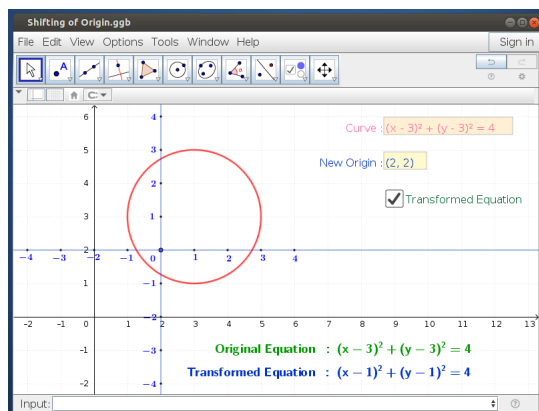 Shifting of Origin.ggb
File Edit View Options Tools Window Help Sign in
Curve : (x - 3)² + (y - 3)² = 4
New Origin : (2, 2)
Transformed Equation
6 4
5 3
4 2
3 1
2
-4 -3 -2 -1 0 1 2 3 4
1 -1
-2
-2 -1 0 1 2 3 4 5 6 7 8 9 10 11 12 13
-1 -3
Original Equation : (x − 3)² + (y − 3)² = 4
Transformed Equation : (x − 1)² + (y − 1)² = 4
-2 -4
Input: